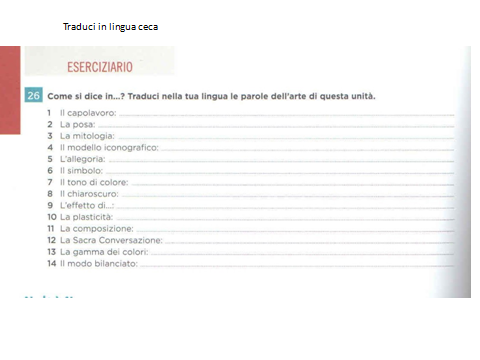 Traduci in lingua ceca
ESERCIZIARIO
26 Come si dice in...? Traduci nella tua lingua le parole dell'arte di questa unità.
1 Il capolavoro:
2 La posa:
3 La mitologia:
4 Il modello iconografico:
5 L'allegoria:
6 Il simbolo:
7 Il tono di colore:
8 Il chiaroscuro:
9 L'effetto di...:
10 La plasticità:
11 La composizione:
12 La Sacra Conversazione:
13 La gamma dei colori:
14 Il modo bilanciato: